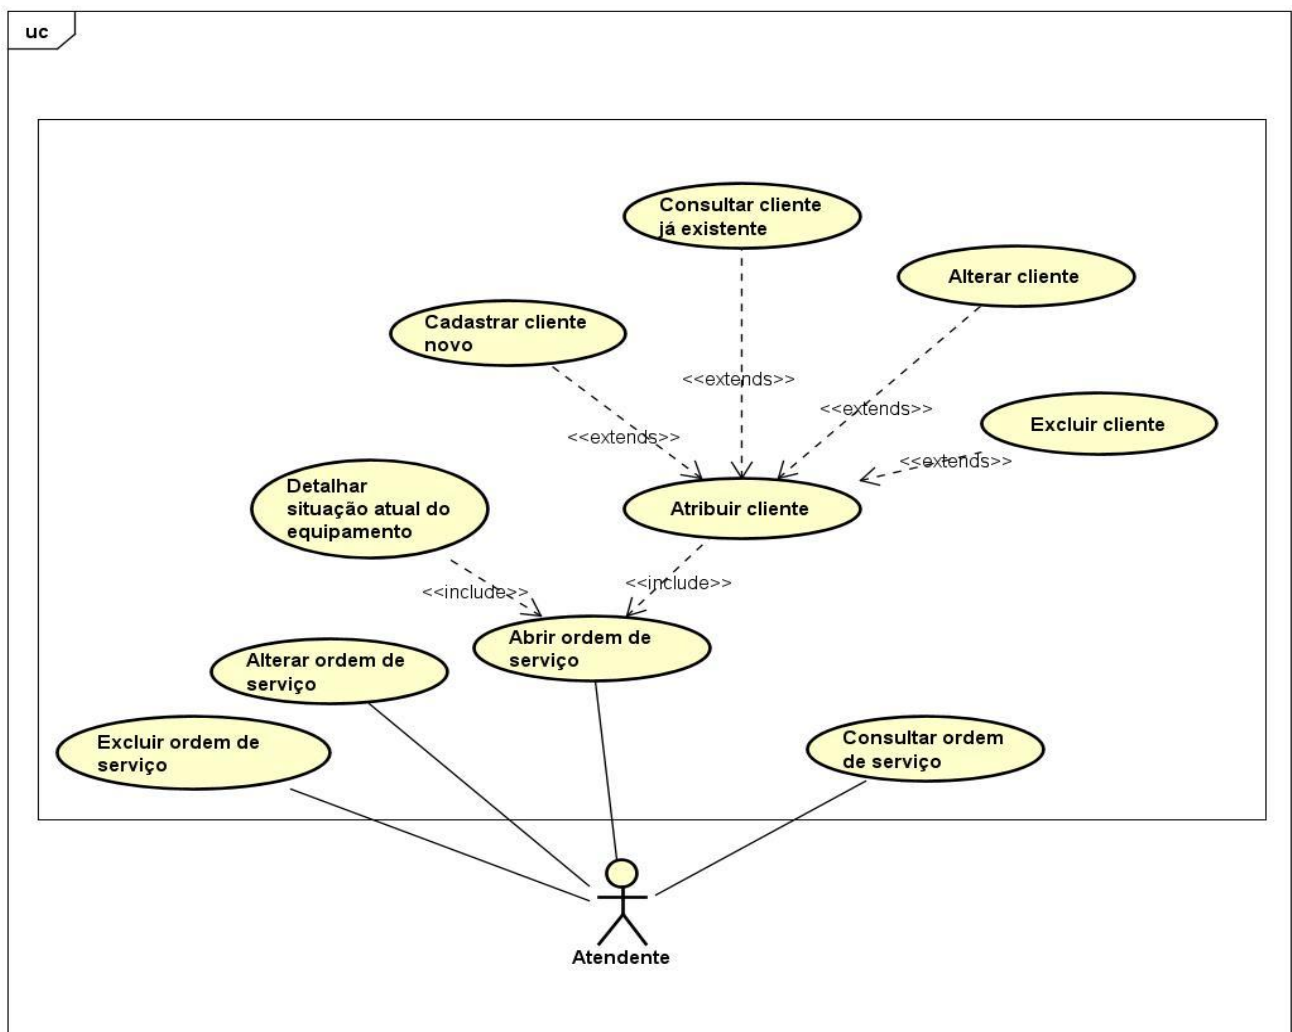 uc
Consultar cliente
já existente
Alterar cliente
Cadastrar cliente
novo
<<extends>>
<<extends>>
Excluir cliente
<<extends>>
<<extends>>
Detalhar
situação atual do
equipamento
Atribuir cliente
<<include>>
<<include>>
Abrir ordem de
serviço
Alterar ordem de
serviço
Excluir ordem de
serviço
Consultar ordem
de serviço
Atendente